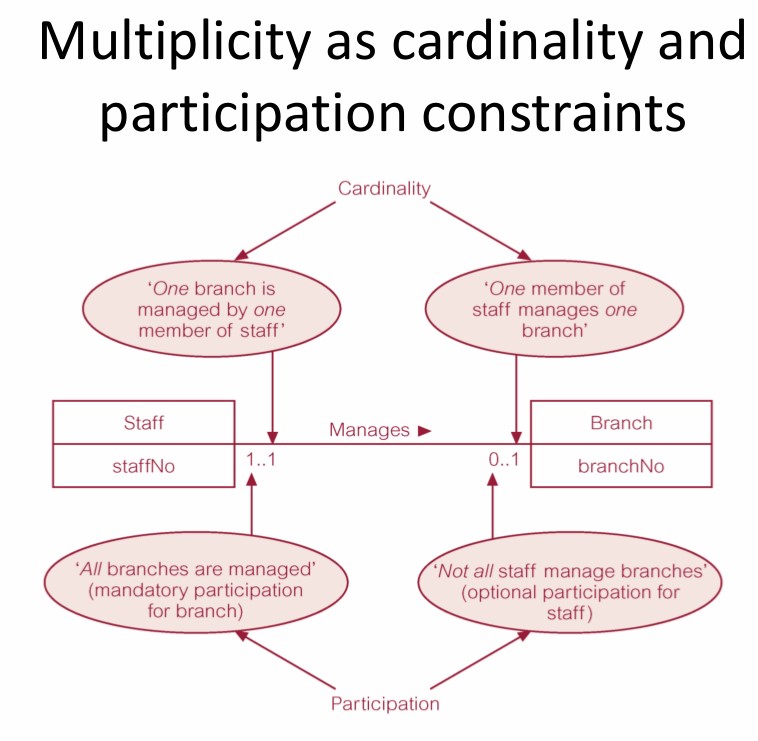 Multiplicity as cardinality and
participation constraints
Cardinality
‘One branch is
managed by one
member of staff’
‘One member of
staff manages one
branch’
Staff
staffNo
Manages ►
Branch
branchNo
1..1
0..1
‘All branches are managed’
(mandatory participation
for branch)
‘Not all staff manage branches’
(optional participation for
staff)
Participation